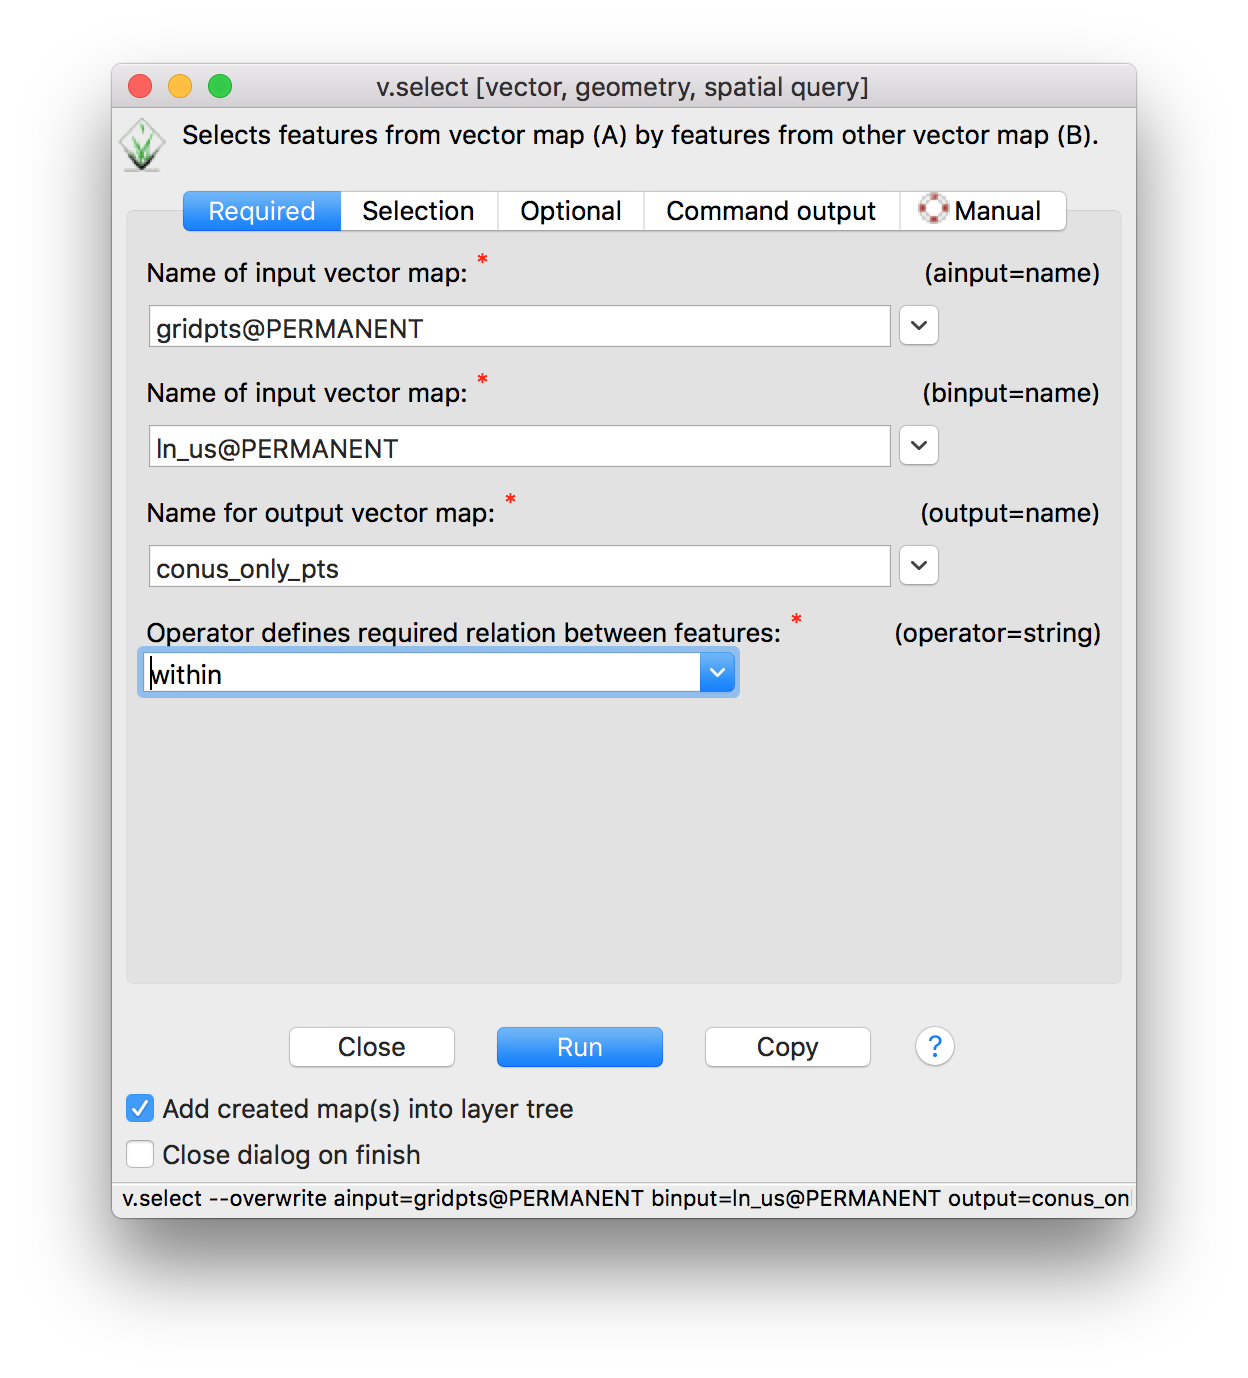 v.select [vector, geometry, spatial query]
Selects features from vector map (A) by features from other vector map (B).
Required Selection Optional Command output Manual
Name of input vector map: * (ainput=name)
gridpts@PERMANENT
Name of input vector map: * (binput=name)
ln_us@PERMANENT
Name for output vector map: * (output=name)
conus_only_pts
Operator defines required relation between features: * (operator=string)
within
Close Run Copy ?
Add created map(s) into layer tree
Close dialog on finish
v.select --overwrite ainput=gridpts@PERMANENT binput=ln_us@PERMANENT output=conus_on